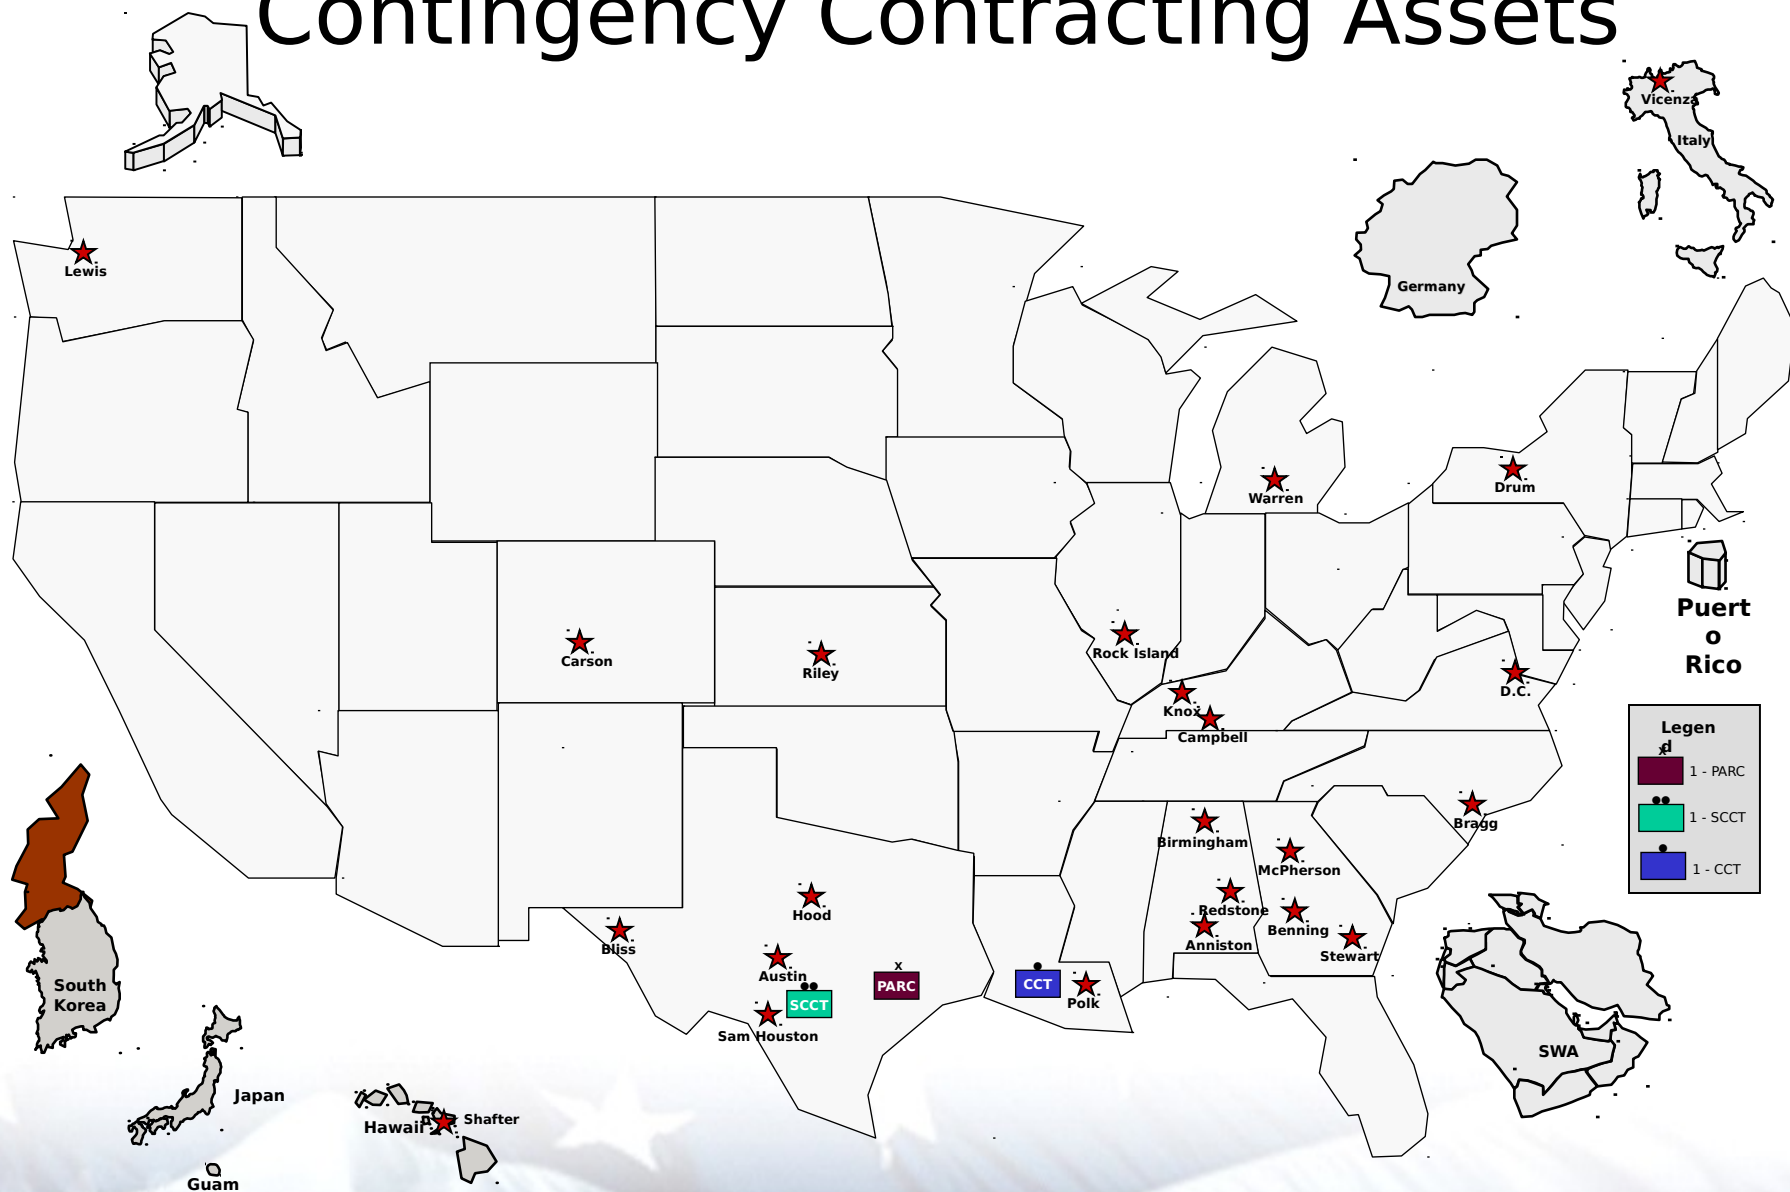 Contingency Contracting Assets
Vicenza
Italy
Germany
Lewis
Warren
Drum
Puert
o
Rico
Carson
Riley
Rock Island
D.C.
Knox
Campbell
Legen
d
x
1 - PARC
1 - SCCT
1 - CCT
Bragg
Birmingham
McPherson
Redstone
Benning
Anniston
Stewart
Hood
Bliss
Austin
x
PARC
SCCT
CCT
Polk
Sam Houston
South
Korea
SWA
Japan
Hawaii
Shafter
Guam